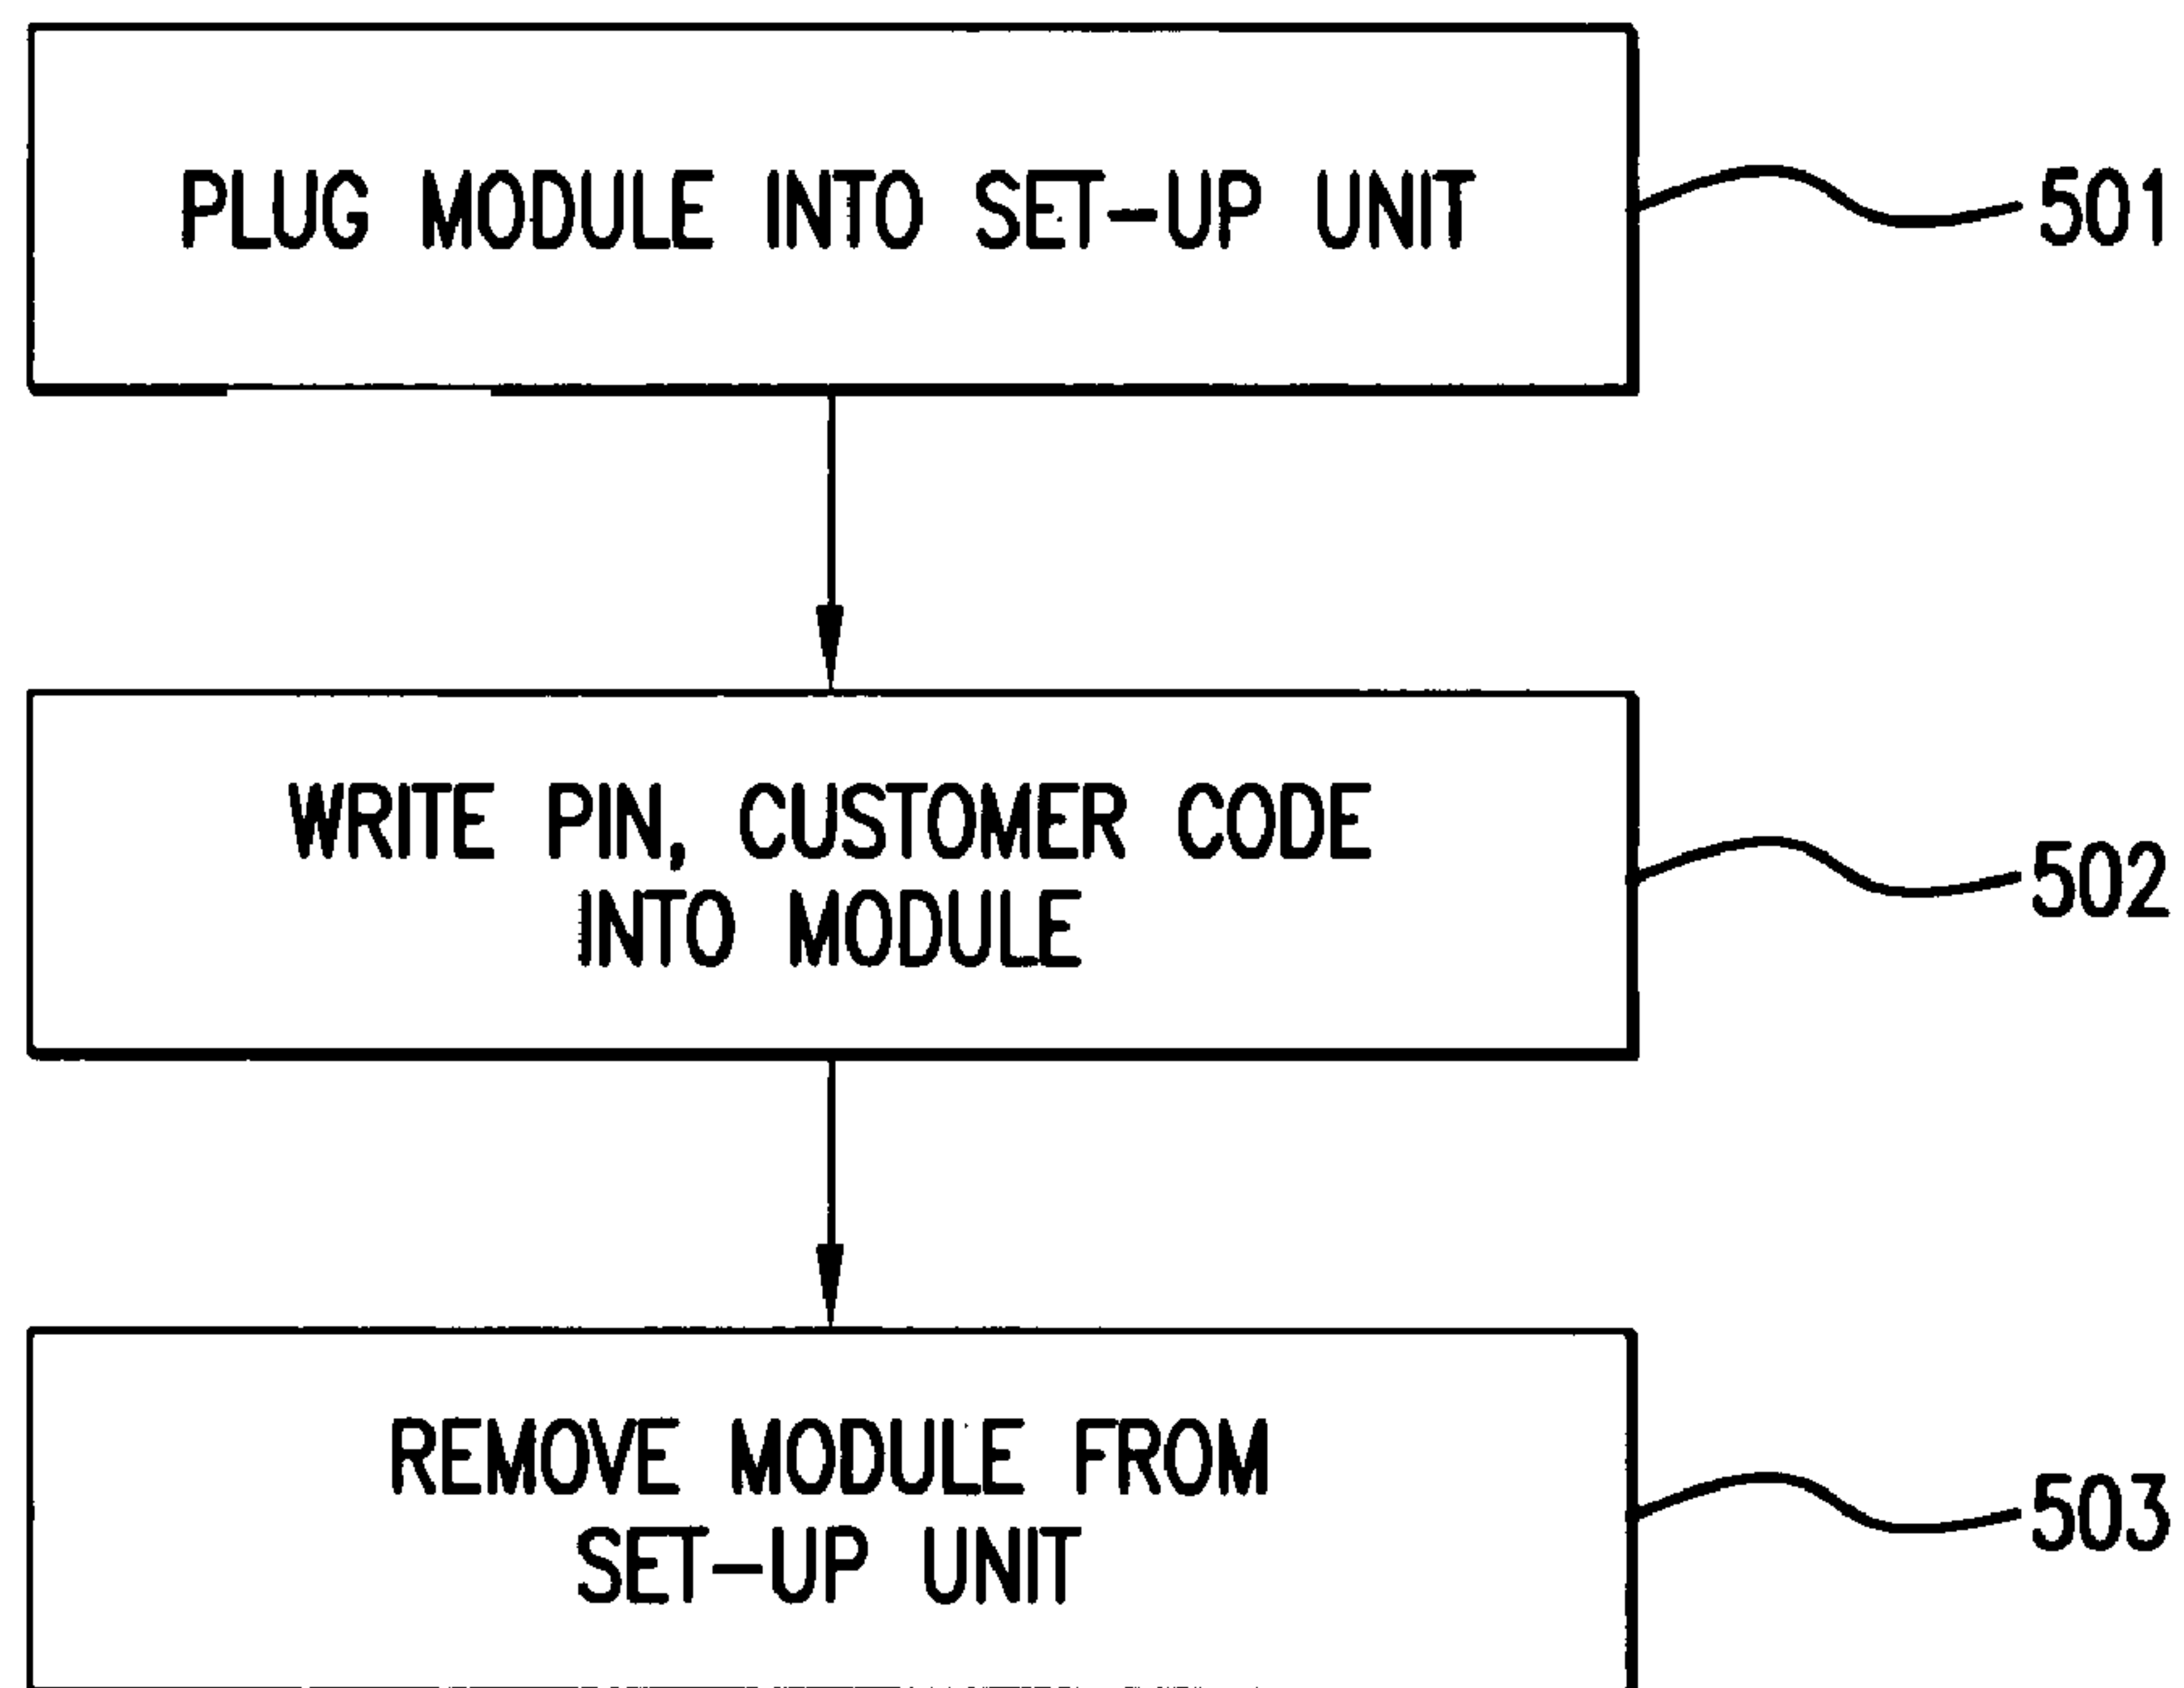 PLUG MODULE INTO SET-UP UNIT
501
WRITE PIN, CUSTOMER CODE
INTO MODULE
502
REMOVE MODULE FROM
SET-UP UNIT
503